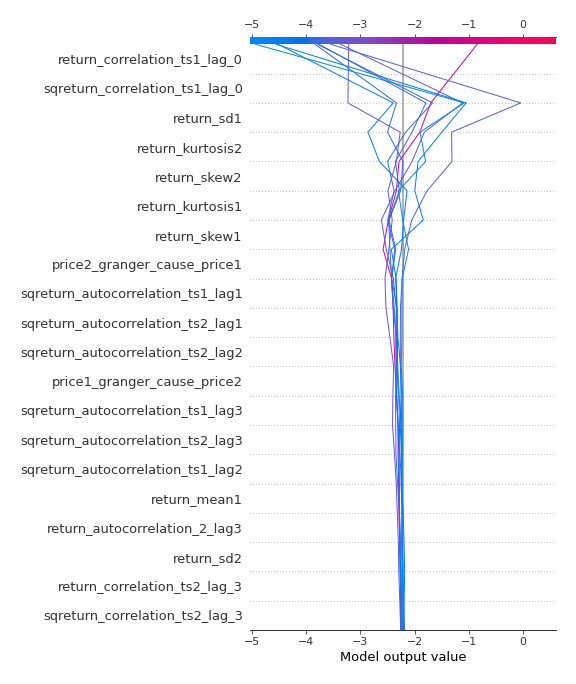 −5 −4 −3 −2 −1 0
return_correlation_ts1_lag_0
sqreturn_correlation_ts1_lag_0
return_sd1
return_kurtosis2
return_skew2
return_kurtosis1
return_skew1
price2_granger_cause_price1
sqreturn_autocorrelation_ts1_lag1
sqreturn_autocorrelation_ts2_lag1
sqreturn_autocorrelation_ts2_lag2
price1_granger_cause_price2
sqreturn_autocorrelation_ts1_lag3
sqreturn_autocorrelation_ts2_lag3
sqreturn_autocorrelation_ts1_lag2
return_mean1
return_autocorrelation_2_lag3
return_sd2
return_correlation_ts2_lag_3
sqreturn_correlation_ts2_lag_3
−5 −4 −3 −2 −1 0
Model output value